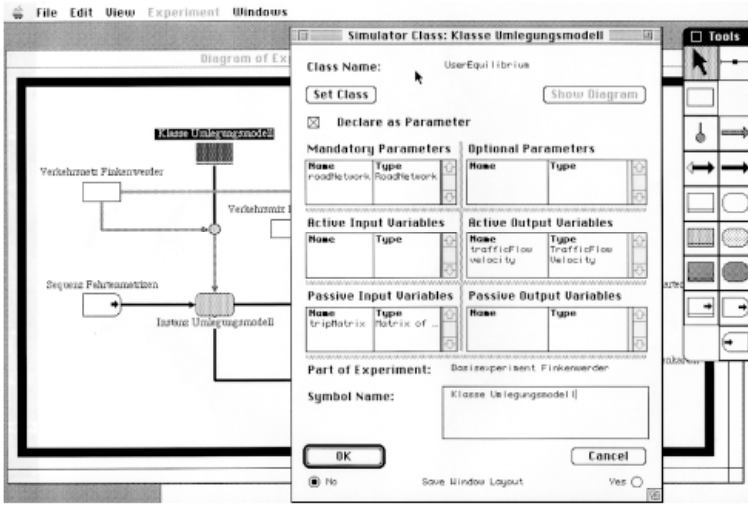 File Edit View Experiment Windows
Diagram of Ex
Simulator Class: Klasse Umlegungsmodell
Tools
Class Name: UserEquilibrium
Set Class Show Diagram
Declare as Parameter
Mandatory Parameters Optional Parameters
Name Type Name Type
roadNetwork RoadNetwork
Active Input Variables Active Output Variables
Name Type Name Type
trafficFlow TrafficFlow
velocity Velocity
Passive Input Variables Passive Output Variables
Name Type Name Type
tripMatrix Matrix of ...
Part of Experiment: Basisexperiment Finkenwerder
Symbol Name: Klasse Umlegungsmodell
OK Cancel
No Save Window Layout Yes
Klasse Umlegungsmodell
Verkehrsnetz Finkenwerder
Verkehrsmix
Sequenz Fahrtenmatrizen
Instanz Umlegungsmodell